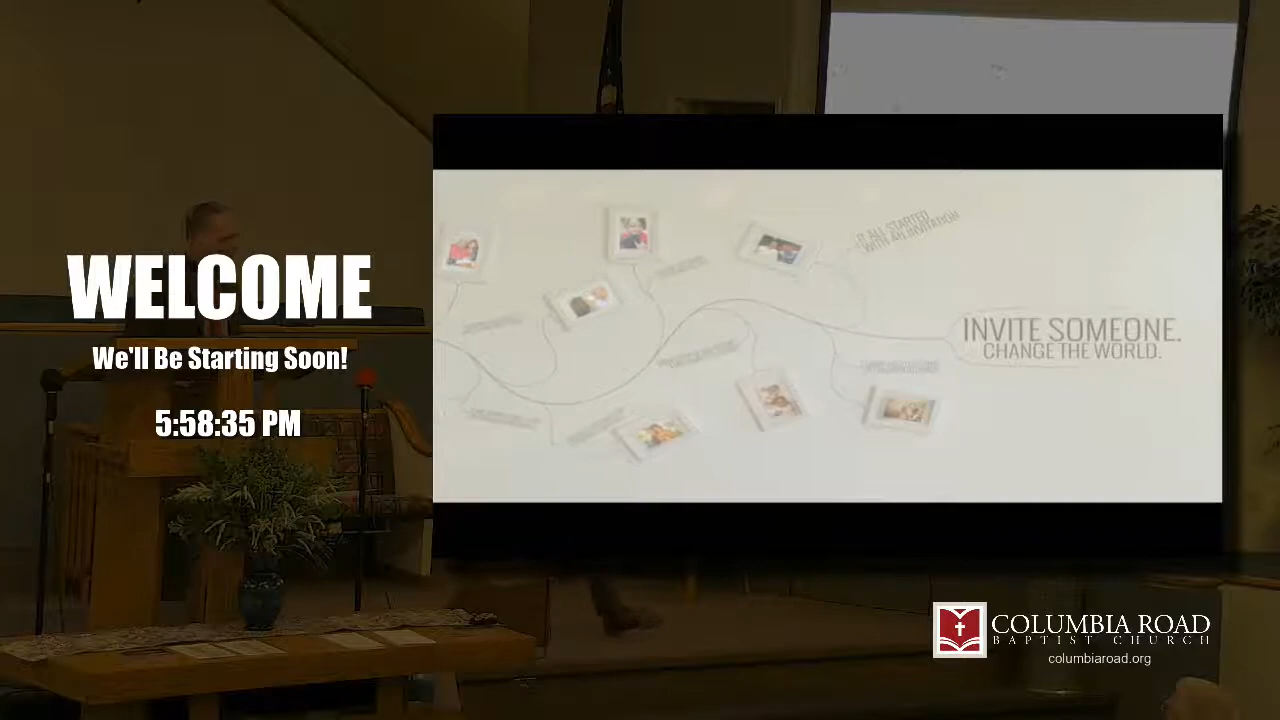 WELCOME
We'll Be Starting Soon!
5:58:35 PM
IT ALL STARTED
WITH AN INVITATION
INVITE SOMEONE.
CHANGE THE WORLD.
COLUMBIA ROAD
BAPTIST CHURCH
columbiaroad.org